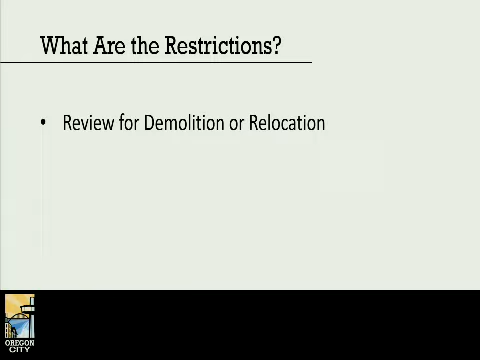 What Are the Restrictions?
• Review for Demolition or Relocation
OREGON
CITY